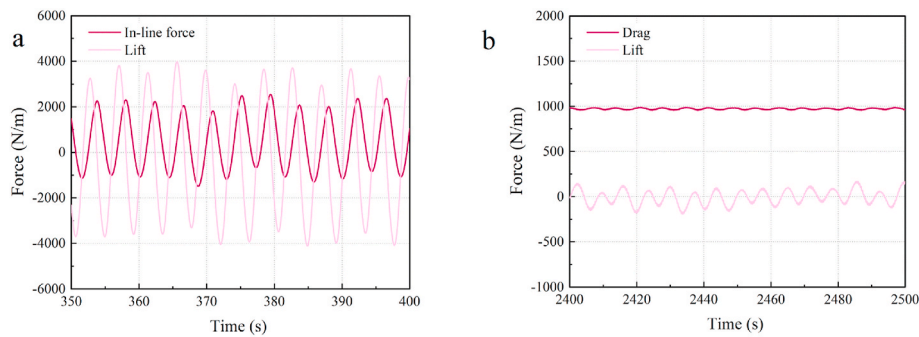 a
In-line force
Lift
6000
4000
2000
0
-2000
-4000
-6000
Force (N/m)
350
360
370
380
390
400
Time (s)
b
Drag
Lift
2000
1500
1000
500
0
-500
-1000
Force (N/m)
2400
2420
2440
2460
2480
2500
Time (s)